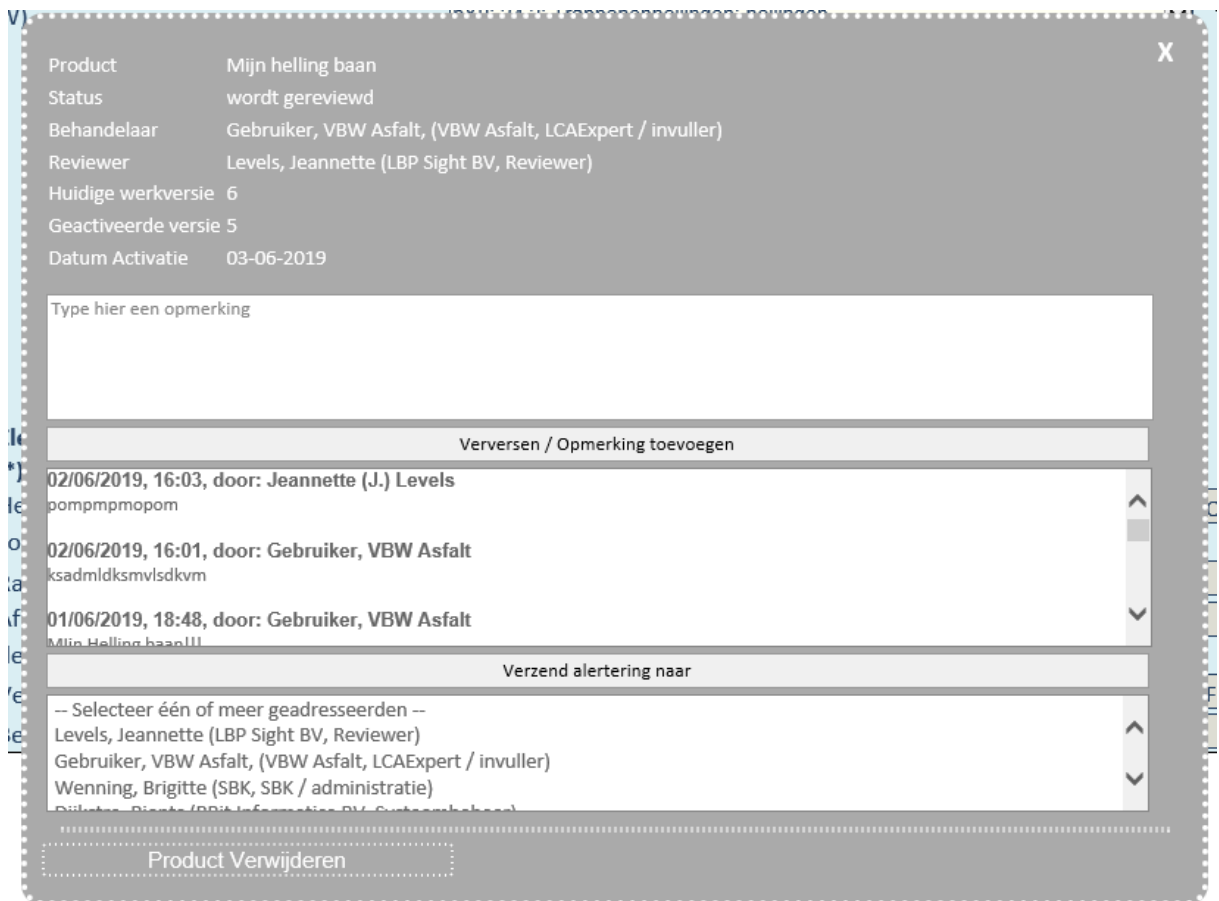 X
Product Mijn helling baan
Status wordt gereviewd
Behandelaar Gebruiker, VBW Asfalt, (VBW Asfalt, LCAExpert / invuller)
Reviewer Levels, Jeannette (LBP Sight BV, Reviewer)
Huidige werkversie 6
Geactiveerde versie 5
Datum Activatie 03-06-2019
Type hier een opmerking
Verversen / Opmerking toevoegen
02/06/2019, 16:03, door: Jeannette (J.) Levels
pompmpmopom
02/06/2019, 16:01, door: Gebruiker, VBW Asfalt
ksadmldksmvlsdkvm
01/06/2019, 18:48, door: Gebruiker, VBW Asfalt
MIjn Helling baan!!!
Verzend alertering naar
-- Selecteer één of meer geadresseerden --
Levels, Jeannette (LBP Sight BV, Reviewer)
Gebruiker, VBW Asfalt, (VBW Asfalt, LCAExpert / invuller)
Wenning, Brigitte (SBK, SBK / administratie)
Product Verwijderen